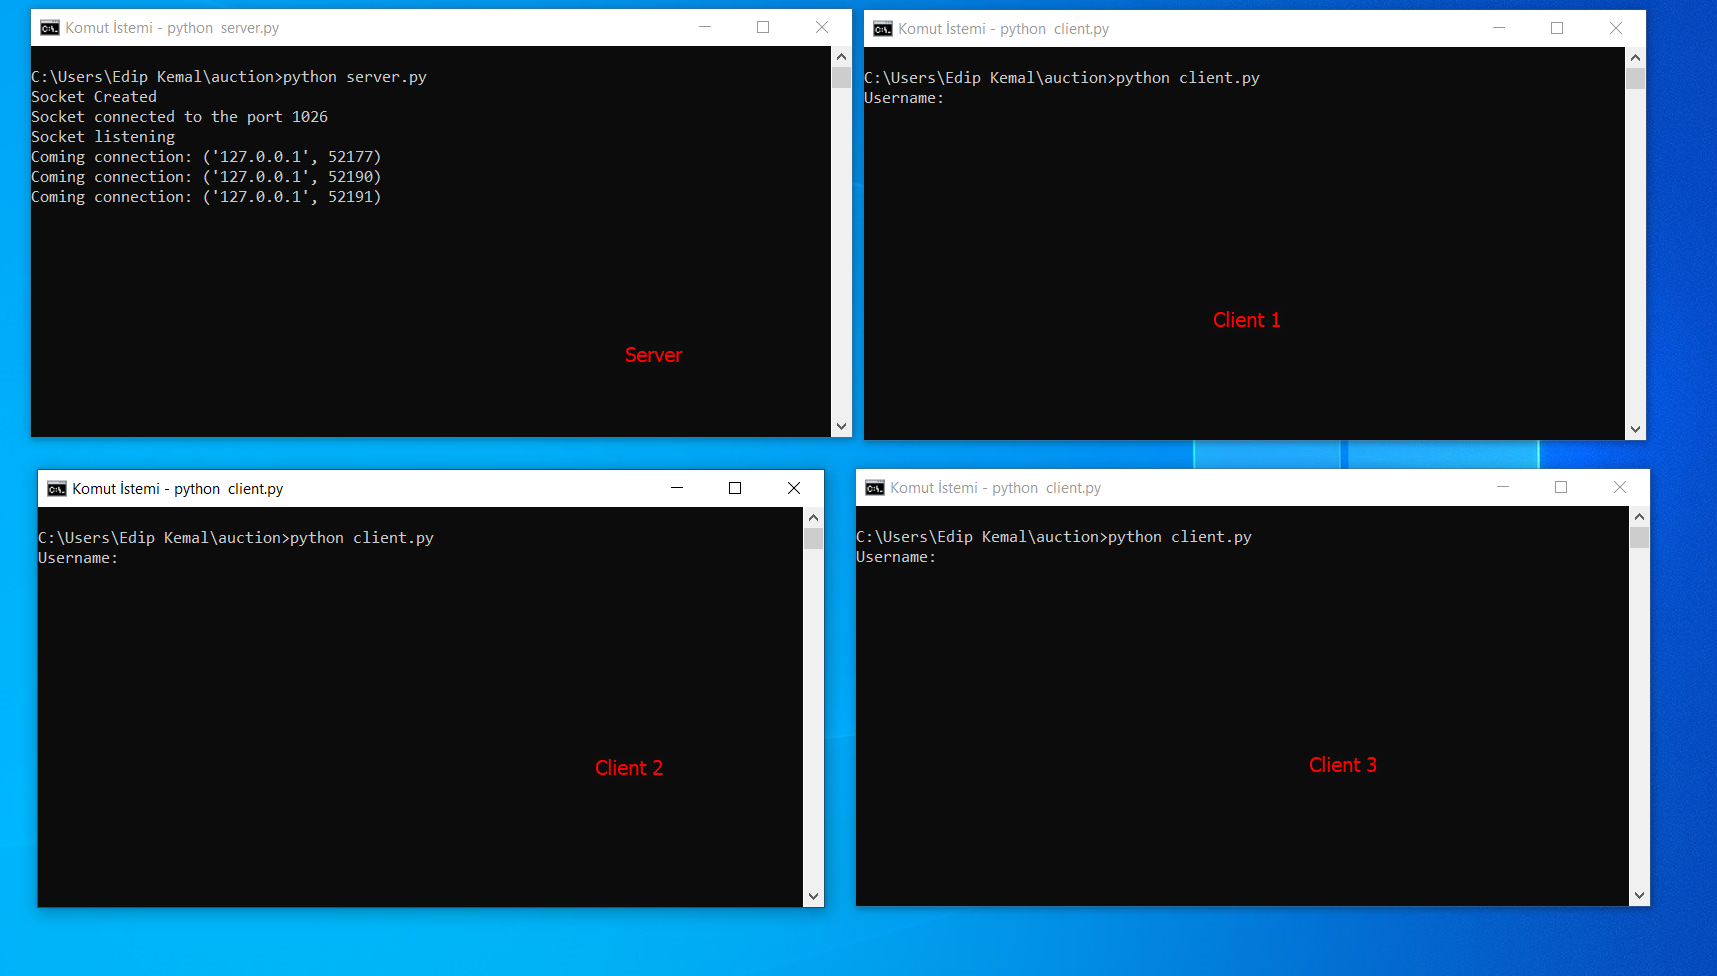 Komut İstemi - python  server.py
C:\Users\Edip Kemal\auction>python server.py
Socket Created
Socket connected to the port 1026
Socket listening
Coming connection: ('127.0.0.1', 52177)
Coming connection: ('127.0.0.1', 52190)
Coming connection: ('127.0.0.1', 52191)
Server
Komut İstemi - python  client.py
C:\Users\Edip Kemal\auction>python client.py
Username:
Client 1
Komut İstemi - python  client.py
C:\Users\Edip Kemal\auction>python client.py
Username:
Client 2
Komut İstemi - python  client.py
C:\Users\Edip Kemal\auction>python client.py
Username:
Client 3